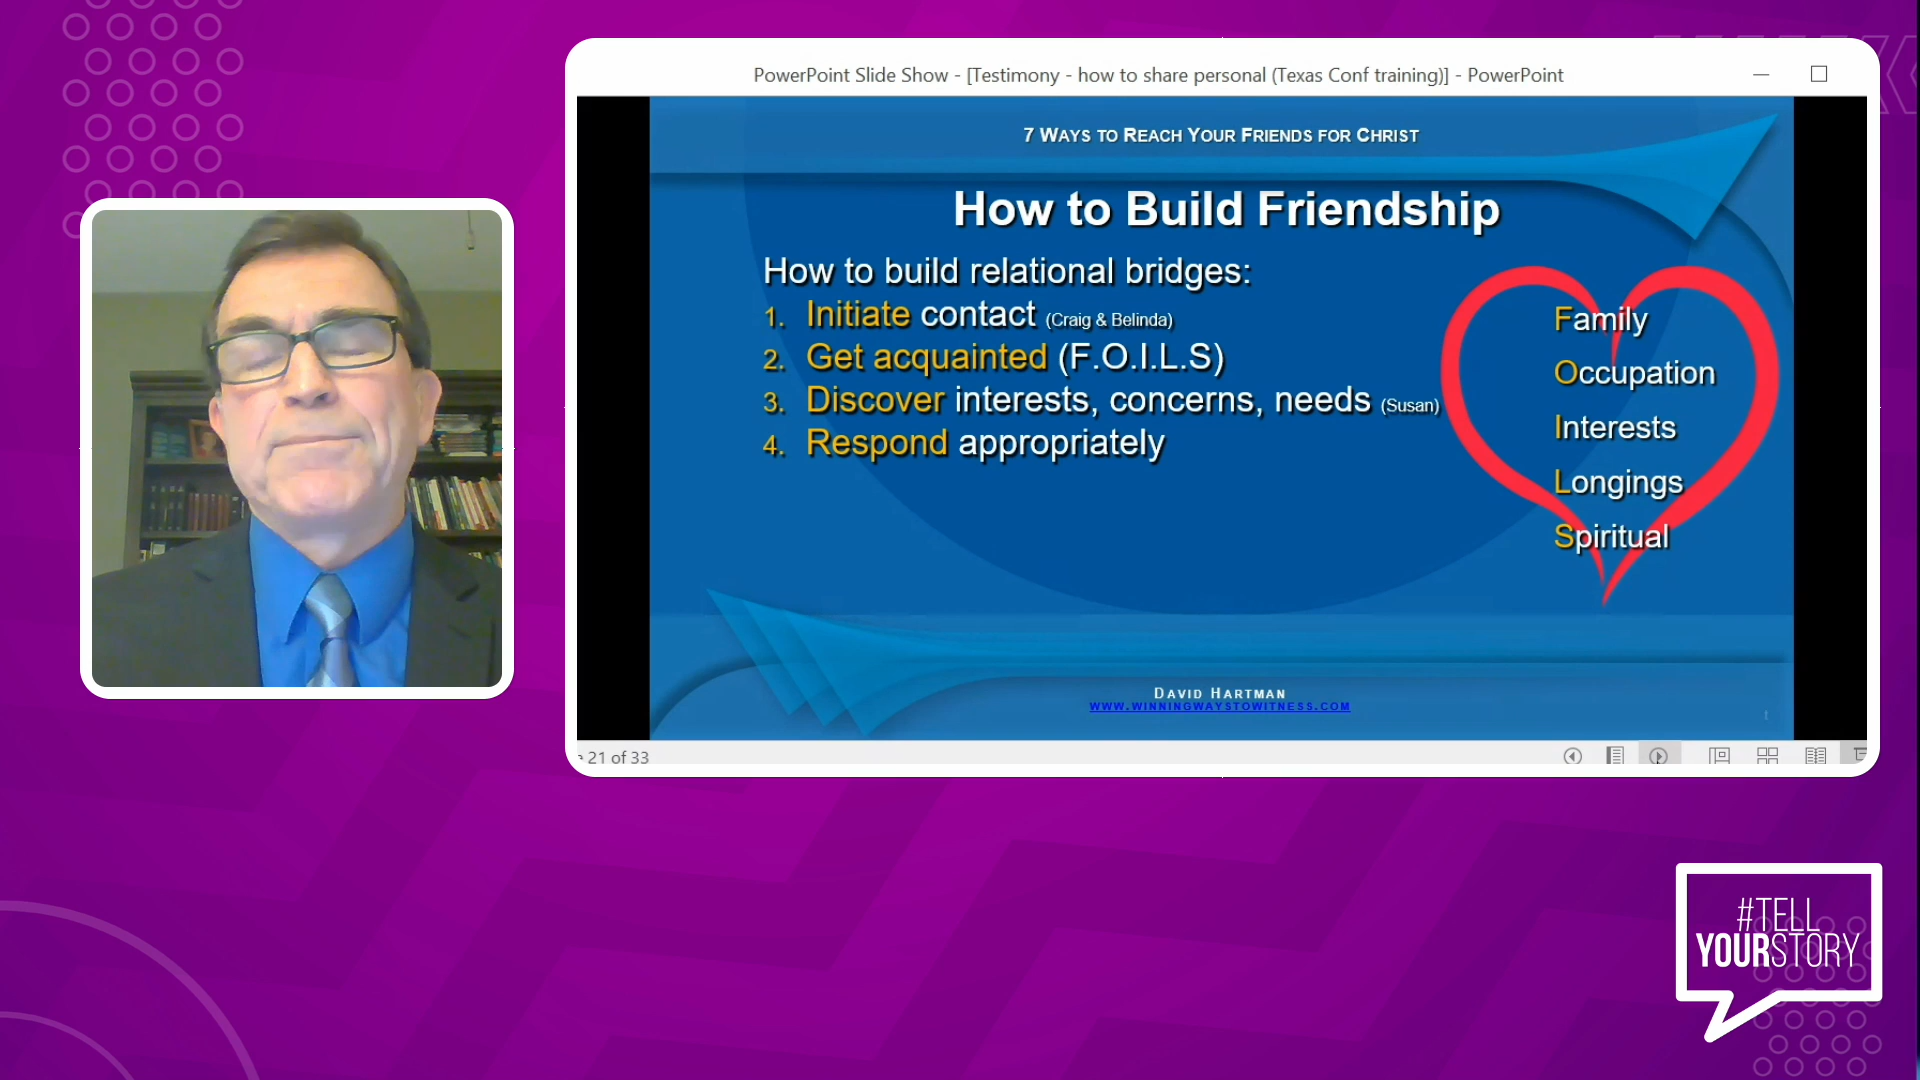 PowerPoint Slide Show - [Testimony - how to share personal (Texas Conf training)] - PowerPoint
7 WAYS TO REACH YOUR FRIENDS FOR CHRIST
How to Build Friendship
How to build relational bridges:
1. Initiate contact (Craig & Belinda)
2. Get acquainted (F.O.I.L.S)
3. Discover interests, concerns, needs (Susan)
4. Respond appropriately
Family
Occupation
Interests
Longings
Spiritual
DAVID HARTMAN
WWW.WINNINGWAYSTOWITNESS.COM
21 of 33
#TELL
YOURSTORY